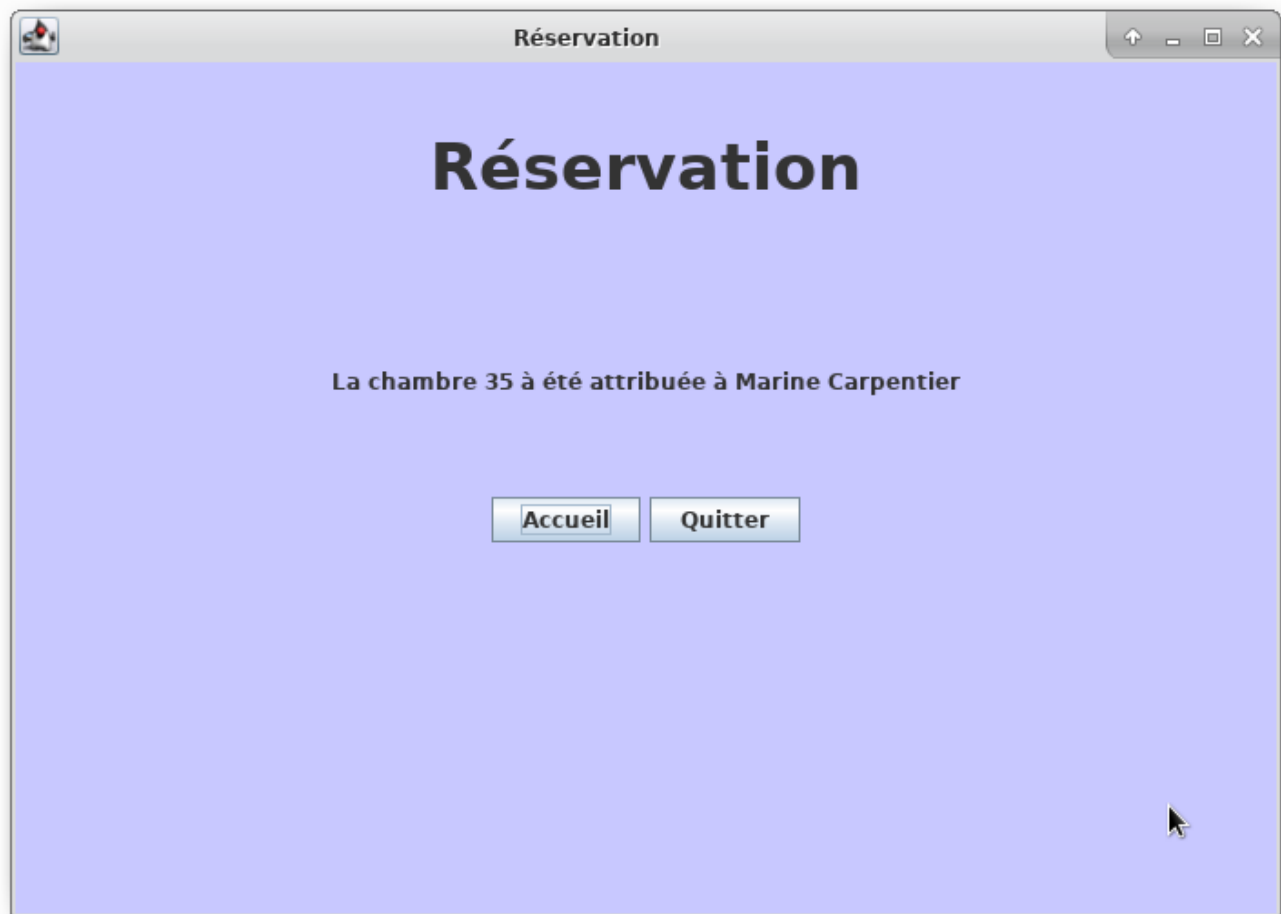 Réservation
Réservation
La chambre 35 à été attribuée à Marine Carpentier
Accueil Quitter